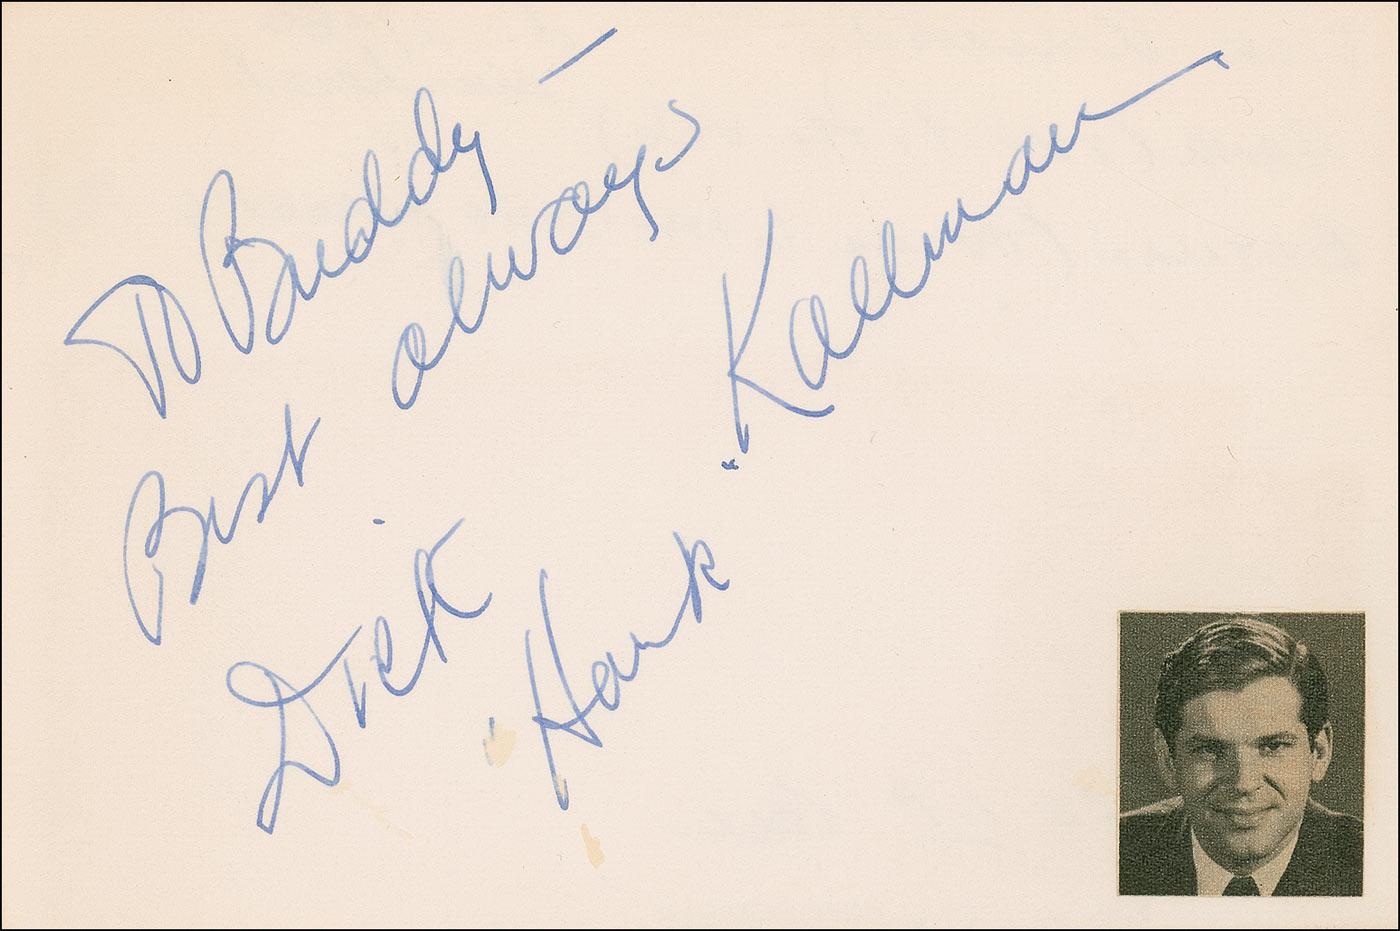 To Buddy —
Best always
Dick "Hank" Kallman